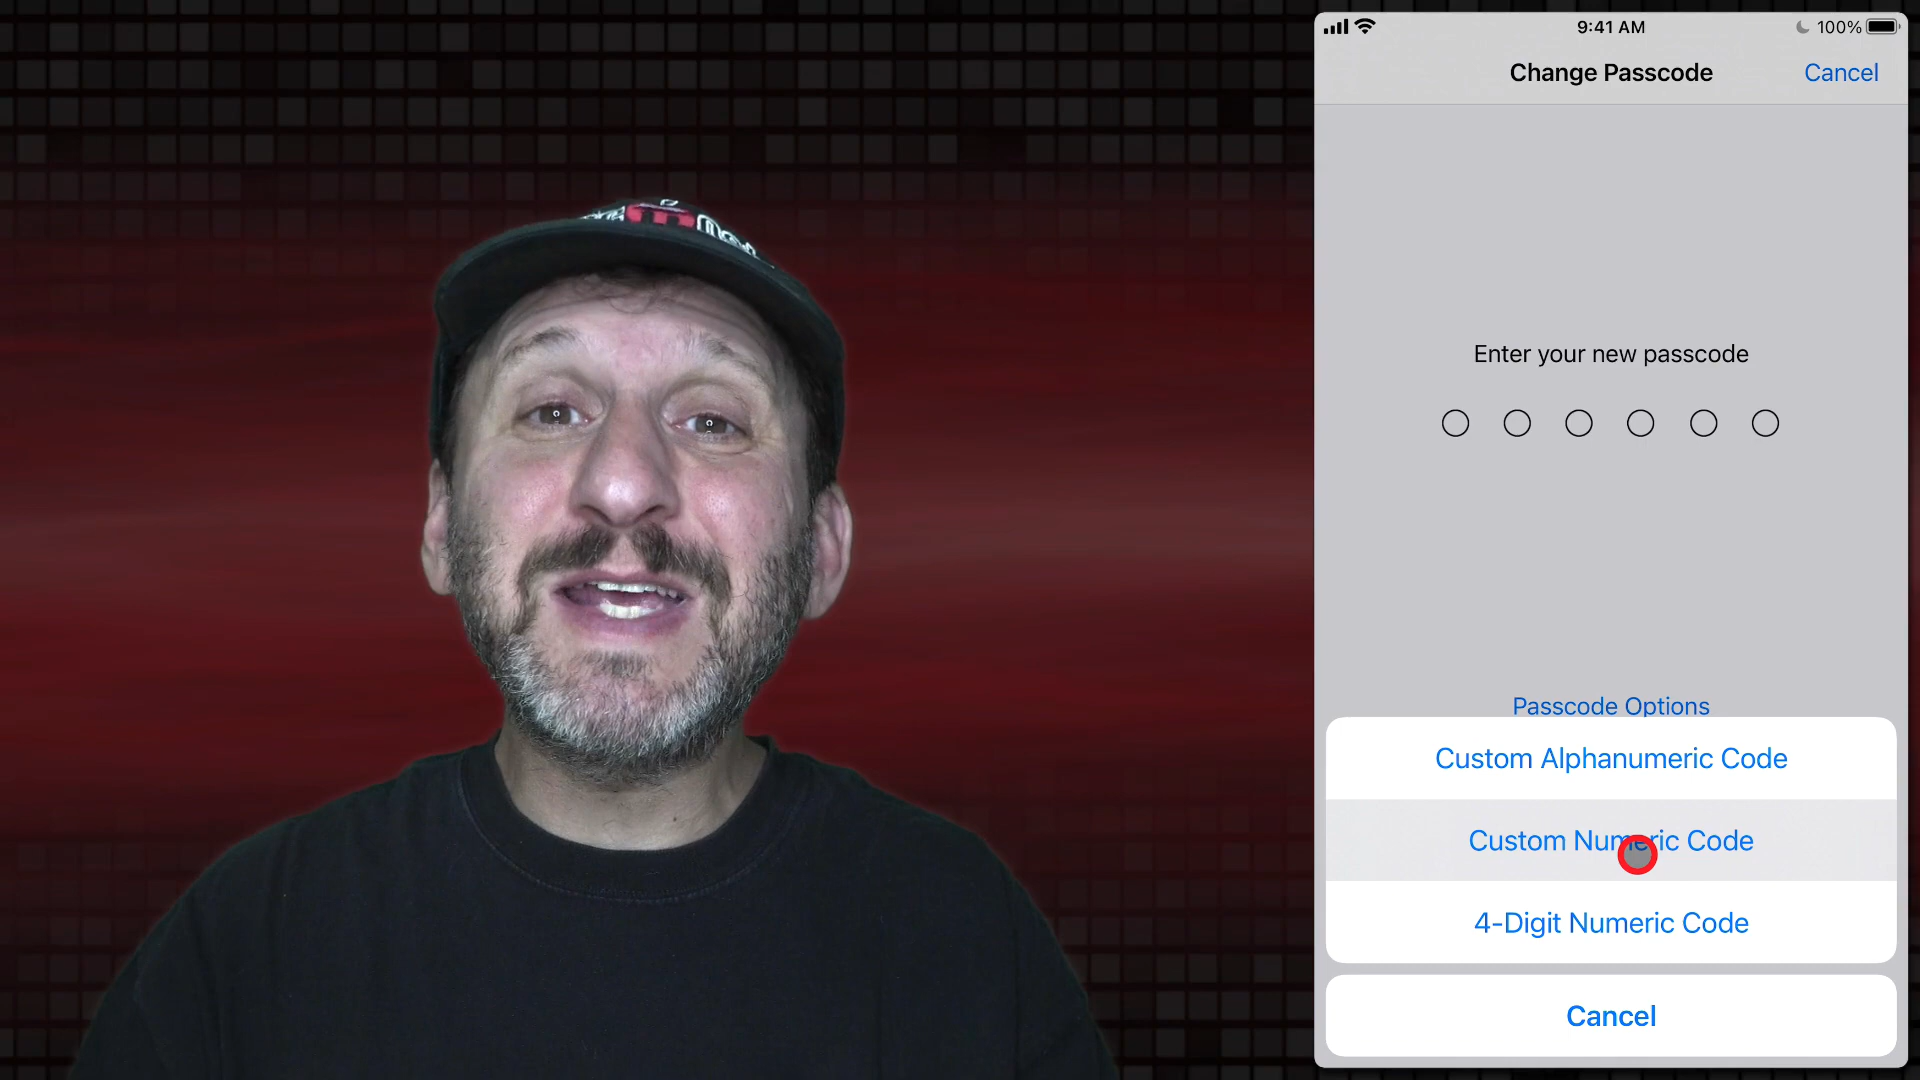 9:41 AM
100%
Change Passcode
Cancel
Enter your new passcode
Passcode Options
Custom Alphanumeric Code
Custom Numeric Code
4-Digit Numeric Code
Cancel